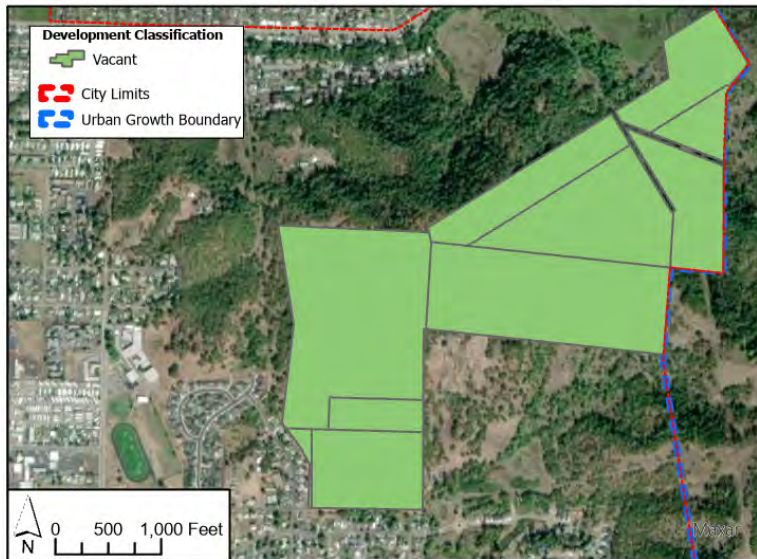 Development Classification
Vacant
City Limits
Urban Growth Boundary
0 500 1,000 Feet
N
Maxar